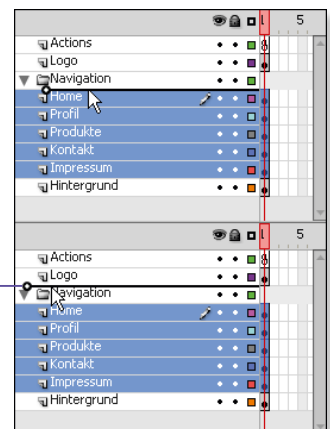 5
Actions
Logo
Navigation
Home
Profil
Produkte
Kontakt
Impressum
Hintergrund
5
Actions
Logo
Navigation
Home
Profil
Produkte
Kontakt
Impressum
Hintergrund